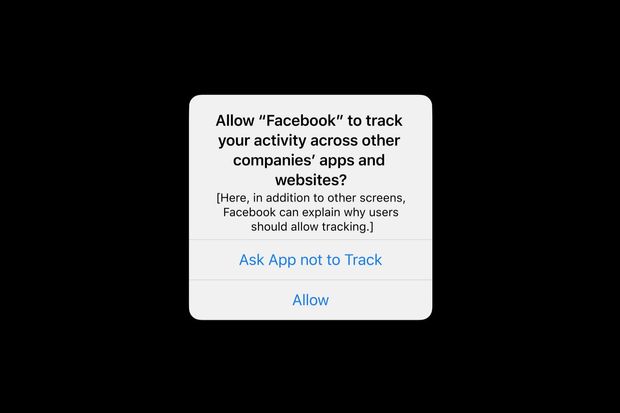 Allow “Facebook” to track
your activity across other
companies’ apps and
websites?
[Here, in addition to other screens,
Facebook can explain why users
should allow tracking.]
Ask App not to Track
Allow